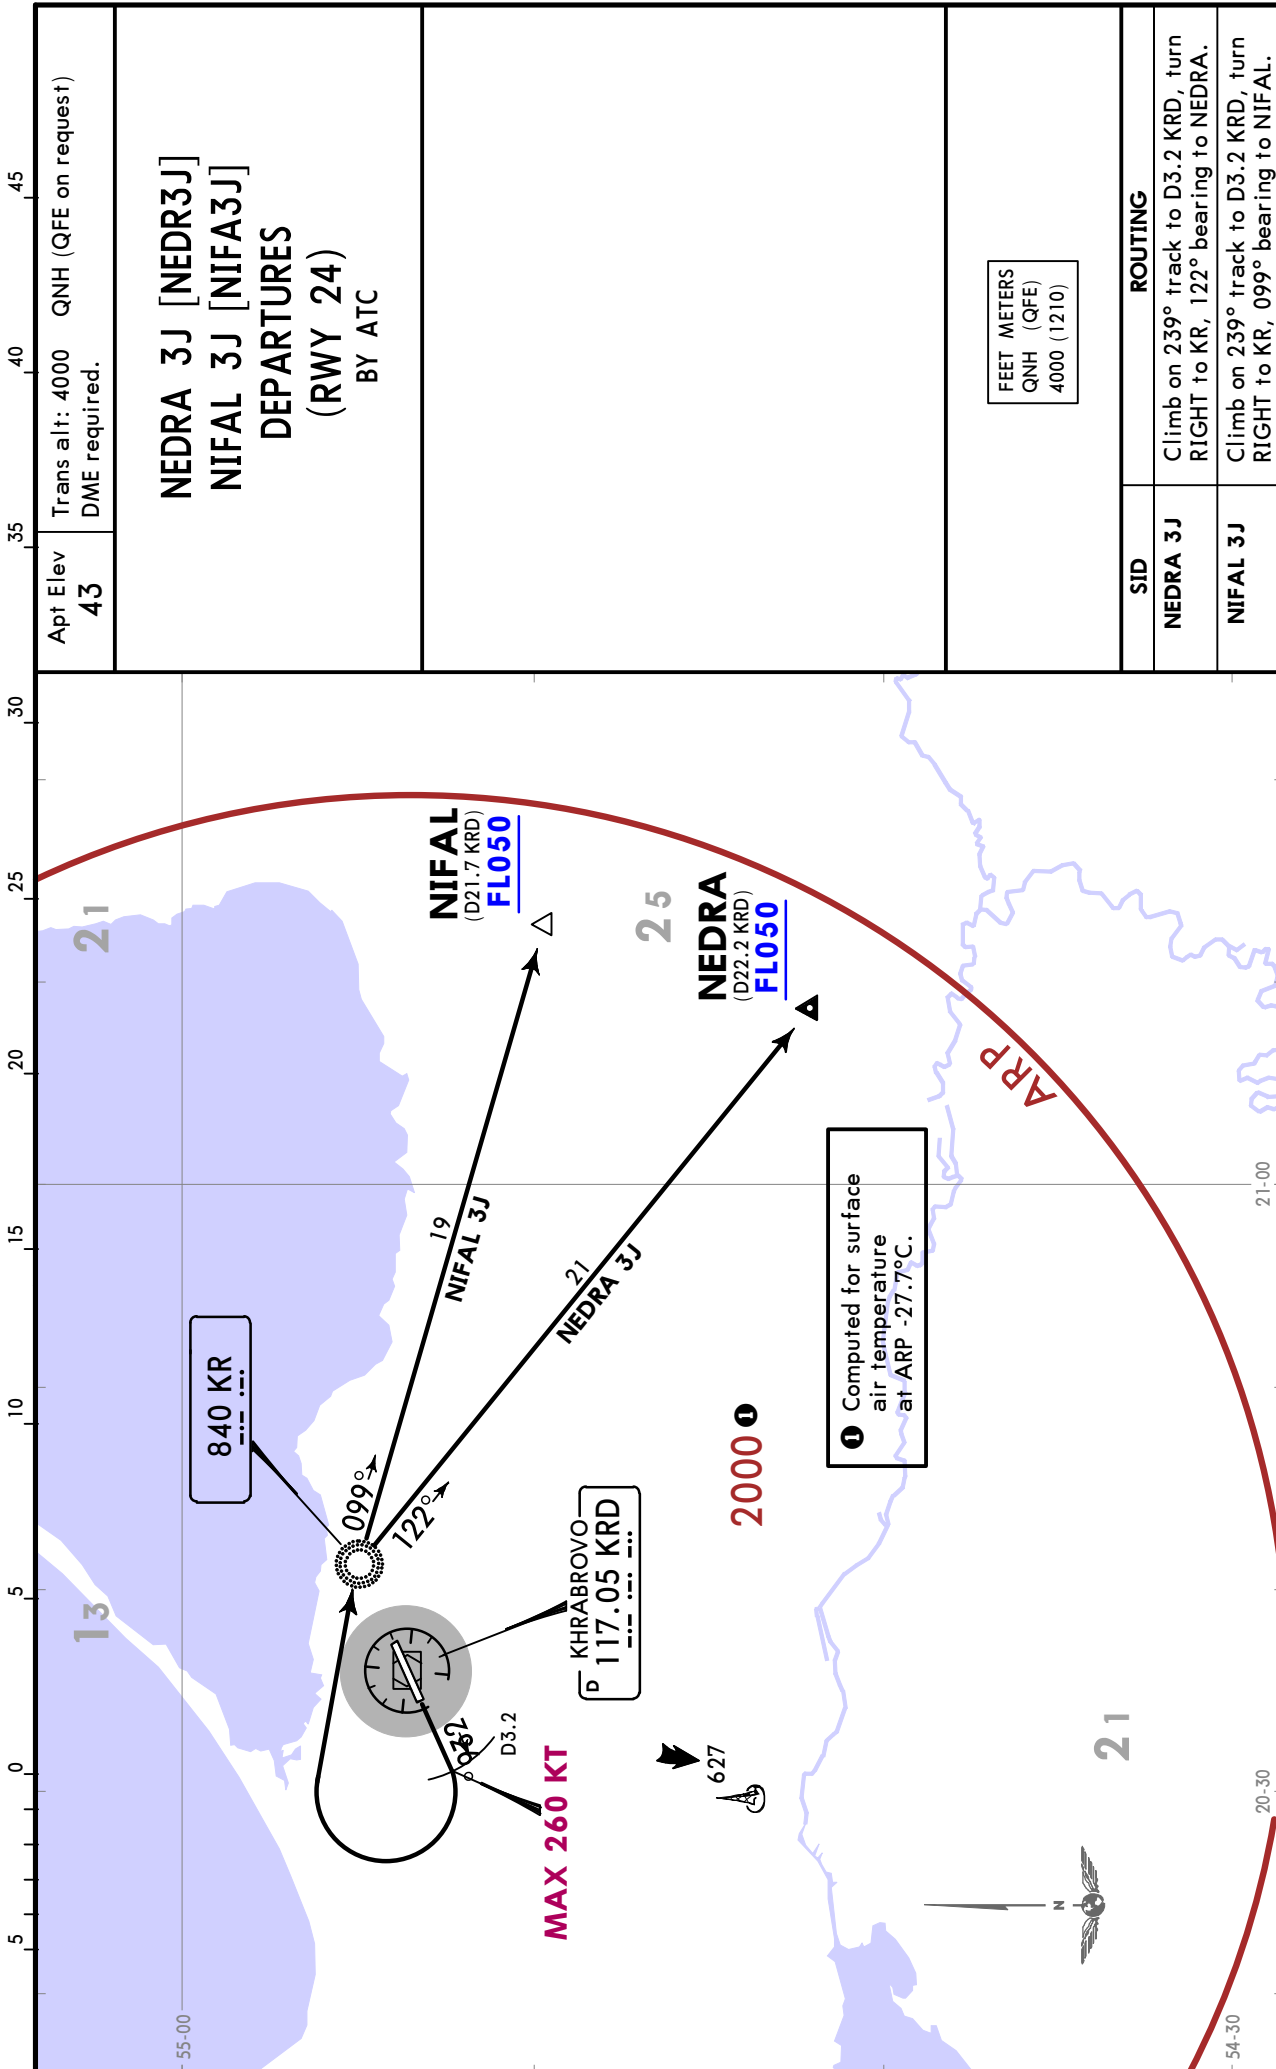 Apt Elev
43
Trans alt: 4000 QNH (QFE on request)
DME required.
NEDRA 3J [NEDR3J]
NIFAL 3J [NIFA3J]
DEPARTURES
(RWY 24)
BY ATC
FEET METERS
QNH (QFE)
4000 (1210)
SID
ROUTING
NEDRA 3J
Climb on 239° track to D3.2 KRD, turn
RIGHT to KR, 122° bearing to NEDRA.
NIFAL 3J
Climb on 239° track to D3.2 KRD, turn
RIGHT to KR, 099° bearing to NIFAL.
5
0
5
10
15
20
25
30
35
40
45
55-00
13
21
840 KR
099°
122°
19
NIFAL 3J
21
NEDRA 3J
NIFAL
(D21.7 KRD)
FL050
25
NEDRA
(D22.2 KRD)
FL050
239°
D3.2
MAX 260 KT
D
KHRABROVO
117.05 KRD
627
2000 1
1 Computed for surface
air temperature
at ARP -27.7°C.
ARP
N
21
54-30
20-30
21-00